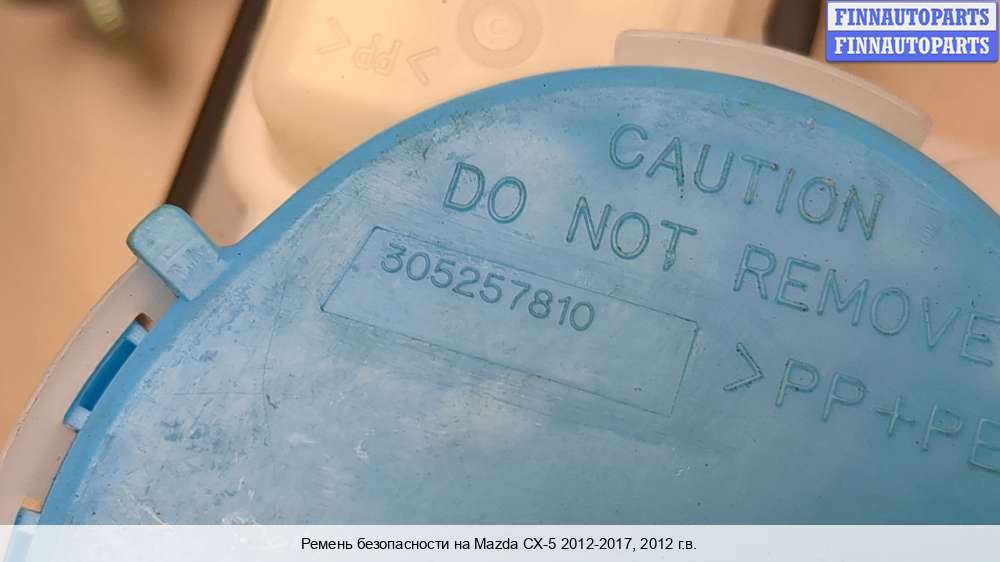 FINNAUTOPARTS
FINNAUTOPARTS
>PP<
5
CAUTION
DO NOT REMOVE
305257810
>PP+PE
Ремень безопасности на Mazda CX-5 2012-2017, 2012 г.в.